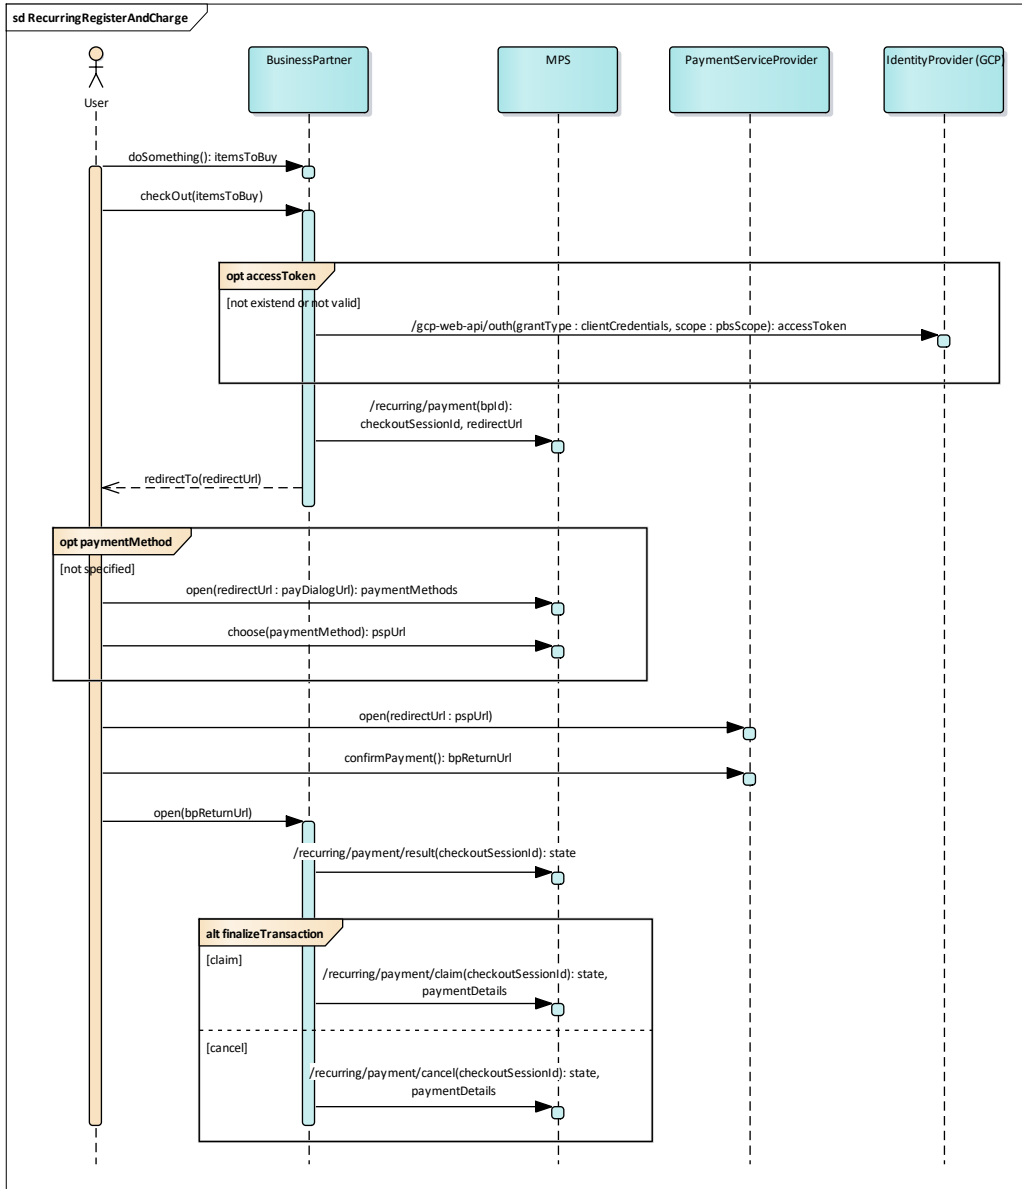 sd RecurringRegisterAndCharge
User
BusinessPartner
MPS
PaymentServiceProvider
IdentityProvider (GCP)
doSomething(): itemsToBuy
checkOut(itemsToBuy)
opt accessToken
[not existend or not valid]
/gcp-web-api/outh(grantType : clientCredentials, scope : pbsScope): accessToken
/recurring/payment(bpId):
checkoutSessionId, redirectUrl
redirectTo(redirectUrl)
opt paymentMethod
[not specified]
open(redirectUrl : payDialogUrl): paymentMethods
choose(paymentMethod): pspUrl
open(redirectUrl : pspUrl)
confirmPayment(): bpReturnUrl
open(bpReturnUrl)
/recurring/payment/result(checkoutSessionId): state
alt finalizeTransaction
[claim]
/recurring/payment/claim(checkoutSessionId): state,
paymentDetails
[cancel]
/recurring/payment/cancel(checkoutSessionId): state,
paymentDetails